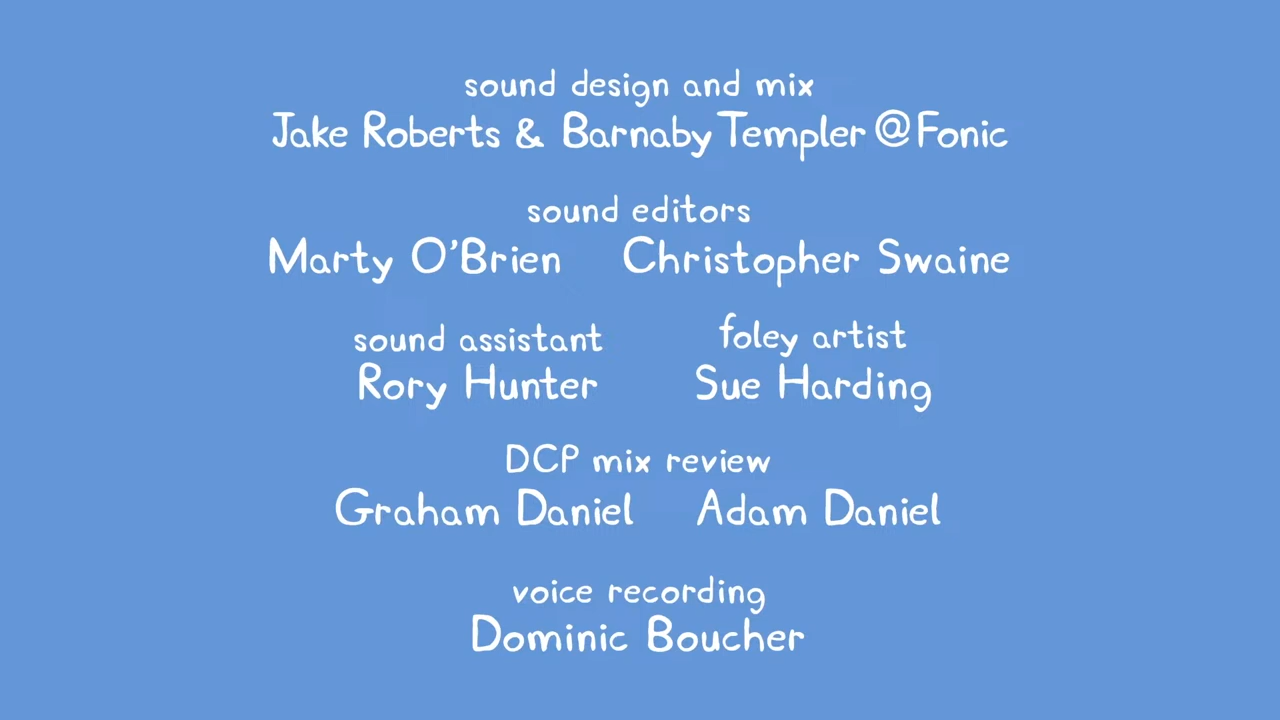 sound design and mix
Jake Roberts & Barnaby Templer @Fonic
sound editors
Marty O'Brien Christopher Swaine
sound assistant foley artist
Rory Hunter Sue Harding
DCP mix review
Graham Daniel Adam Daniel
voice recording
Dominic Boucher